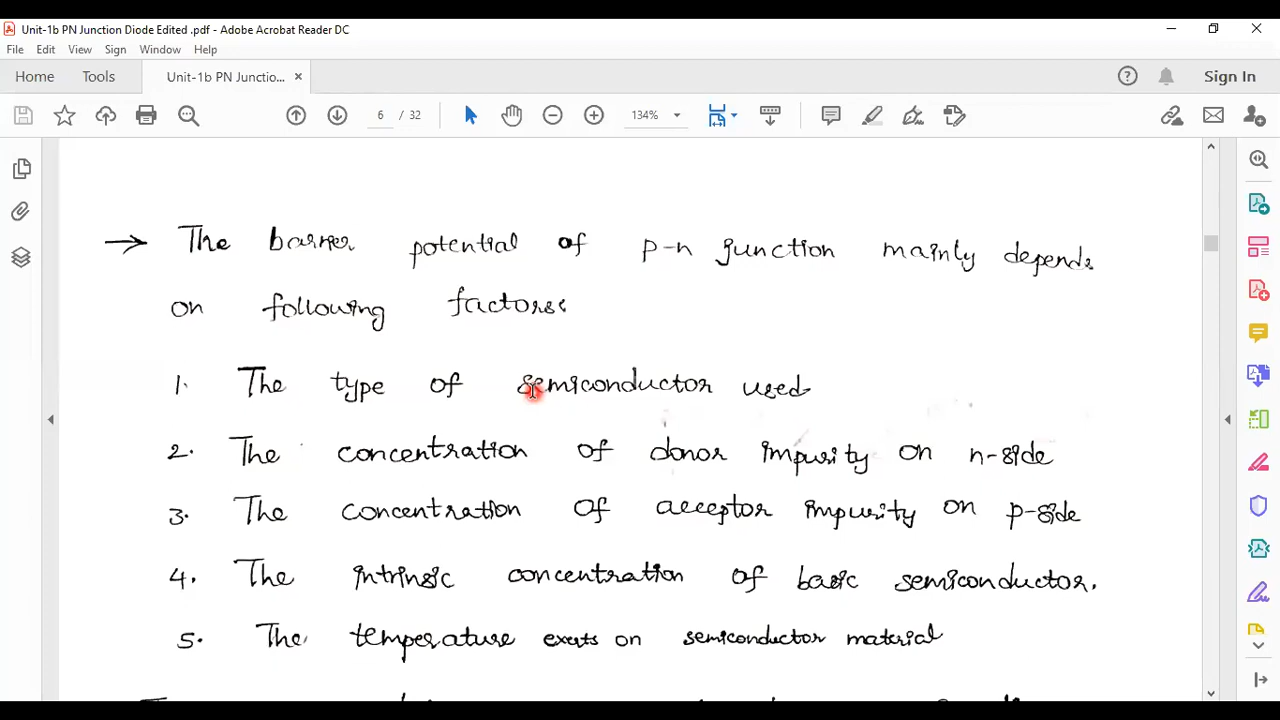 Unit-1b PN Junction Diode Edited .pdf - Adobe Acrobat Reader DC
File Edit View Sign Window Help
Home Tools Unit-1b PN Junctio... × Sign In
6 / 32 134%
→ The barrier potential of p-n junction mainly depends
on following factors:
1. The type of semiconductor used
2. The concentration of donor impurity on n-side
3. The concentration of acceptor impurity on p-side
4. The intrinsic concentration of basic semiconductor.
5. The temperature exerts on semiconductor material